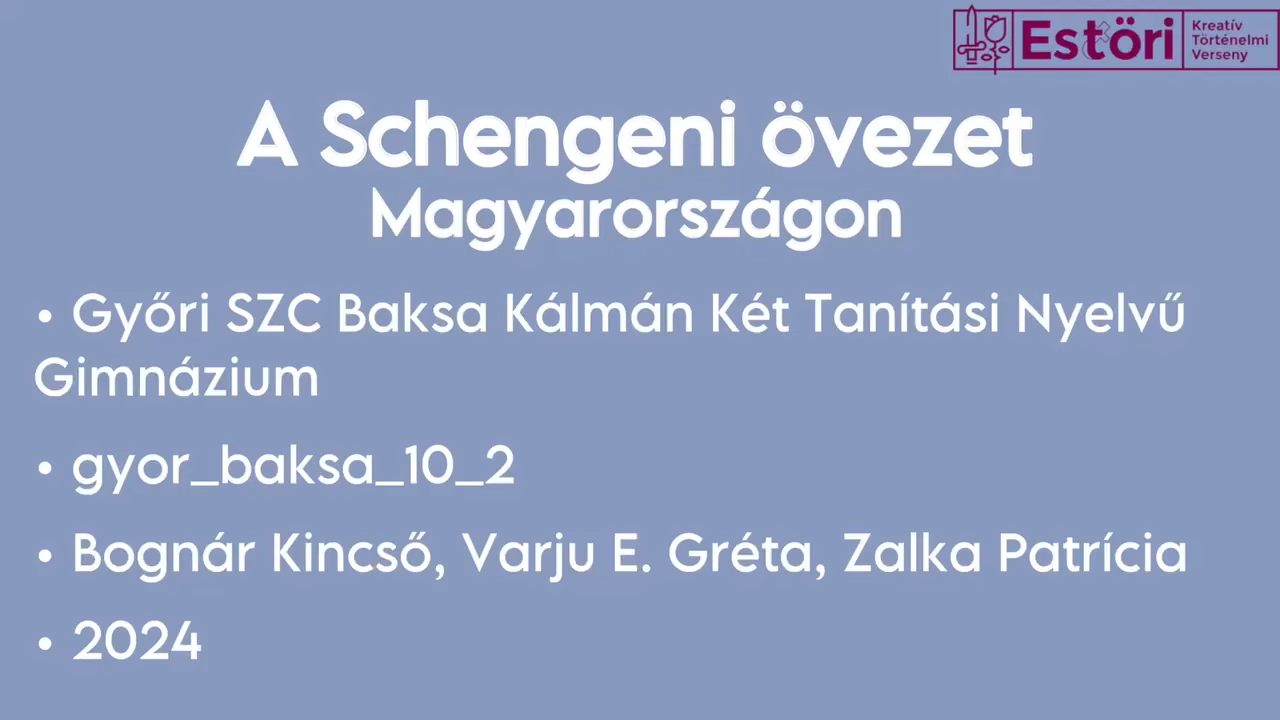 Estöri
Kreatív
Történelmi
Verseny
A Schengeni övezet
Magyarországon
• Győri SZC Baksa Kálmán Két Tanítási Nyelvű
Gimnázium
• gyor_baksa_10_2
• Bognár Kincső, Varju E. Gréta, Zalka Patrícia
• 2024